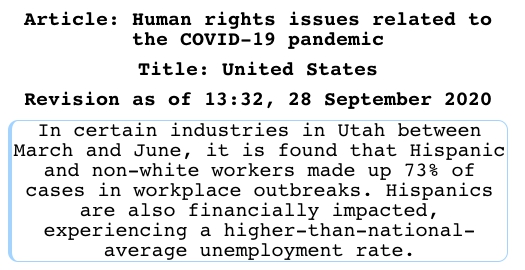 Article: Human rights issues related to
the COVID-19 pandemic
Title: United States
Revision as of 13:32, 28 September 2020
In certain industries in Utah between
March and June, it is found that Hispanic
and non-white workers made up 73% of
cases in workplace outbreaks. Hispanics
are also financially impacted,
experiencing a higher-than-national-
average unemployment rate.